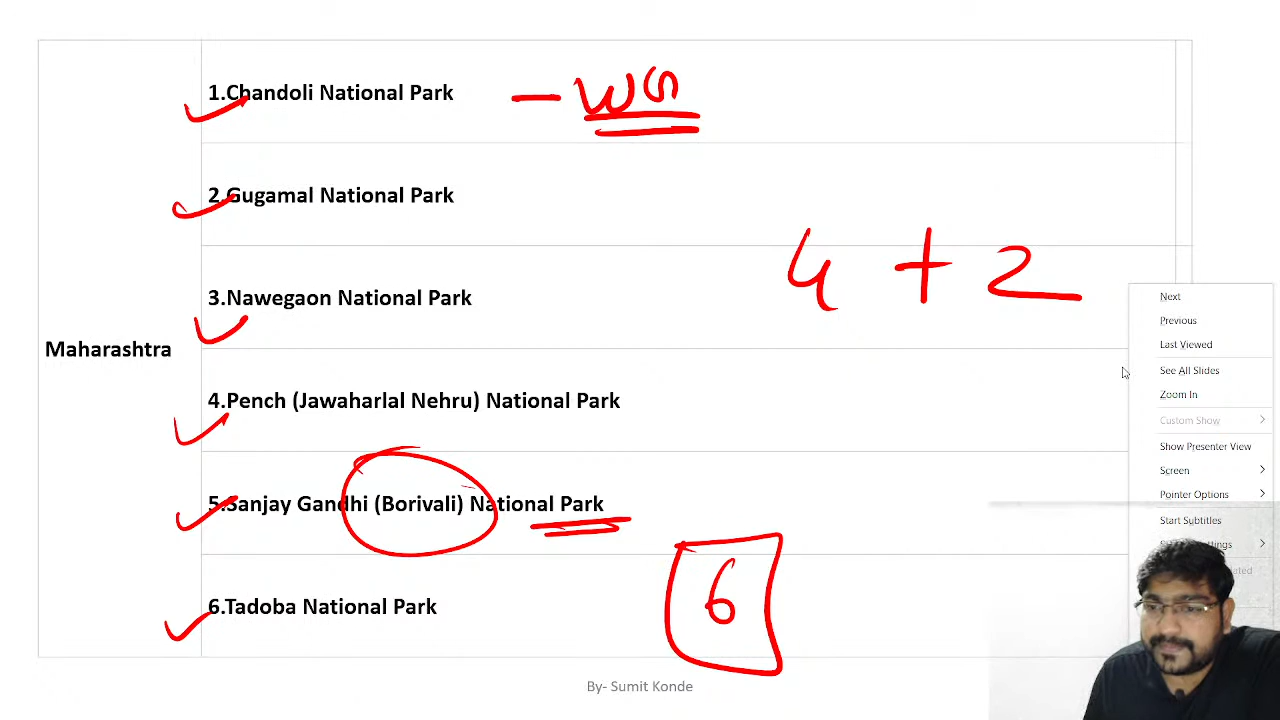 1.Chandoli National Park
– WG
2.Gugamal National Park
4 + 2
3.Nawegaon National Park
Maharashtra
4.Pench (Jawaharlal Nehru) National Park
5.Sanjay Gandhi (Borivali) National Park
6
6.Tadoba National Park
By- Sumit Konde
Next
Previous
Last Viewed
See All Slides
Zoom In
Custom Show
Show Presenter View
Screen
Pointer Options
Start Subtitles